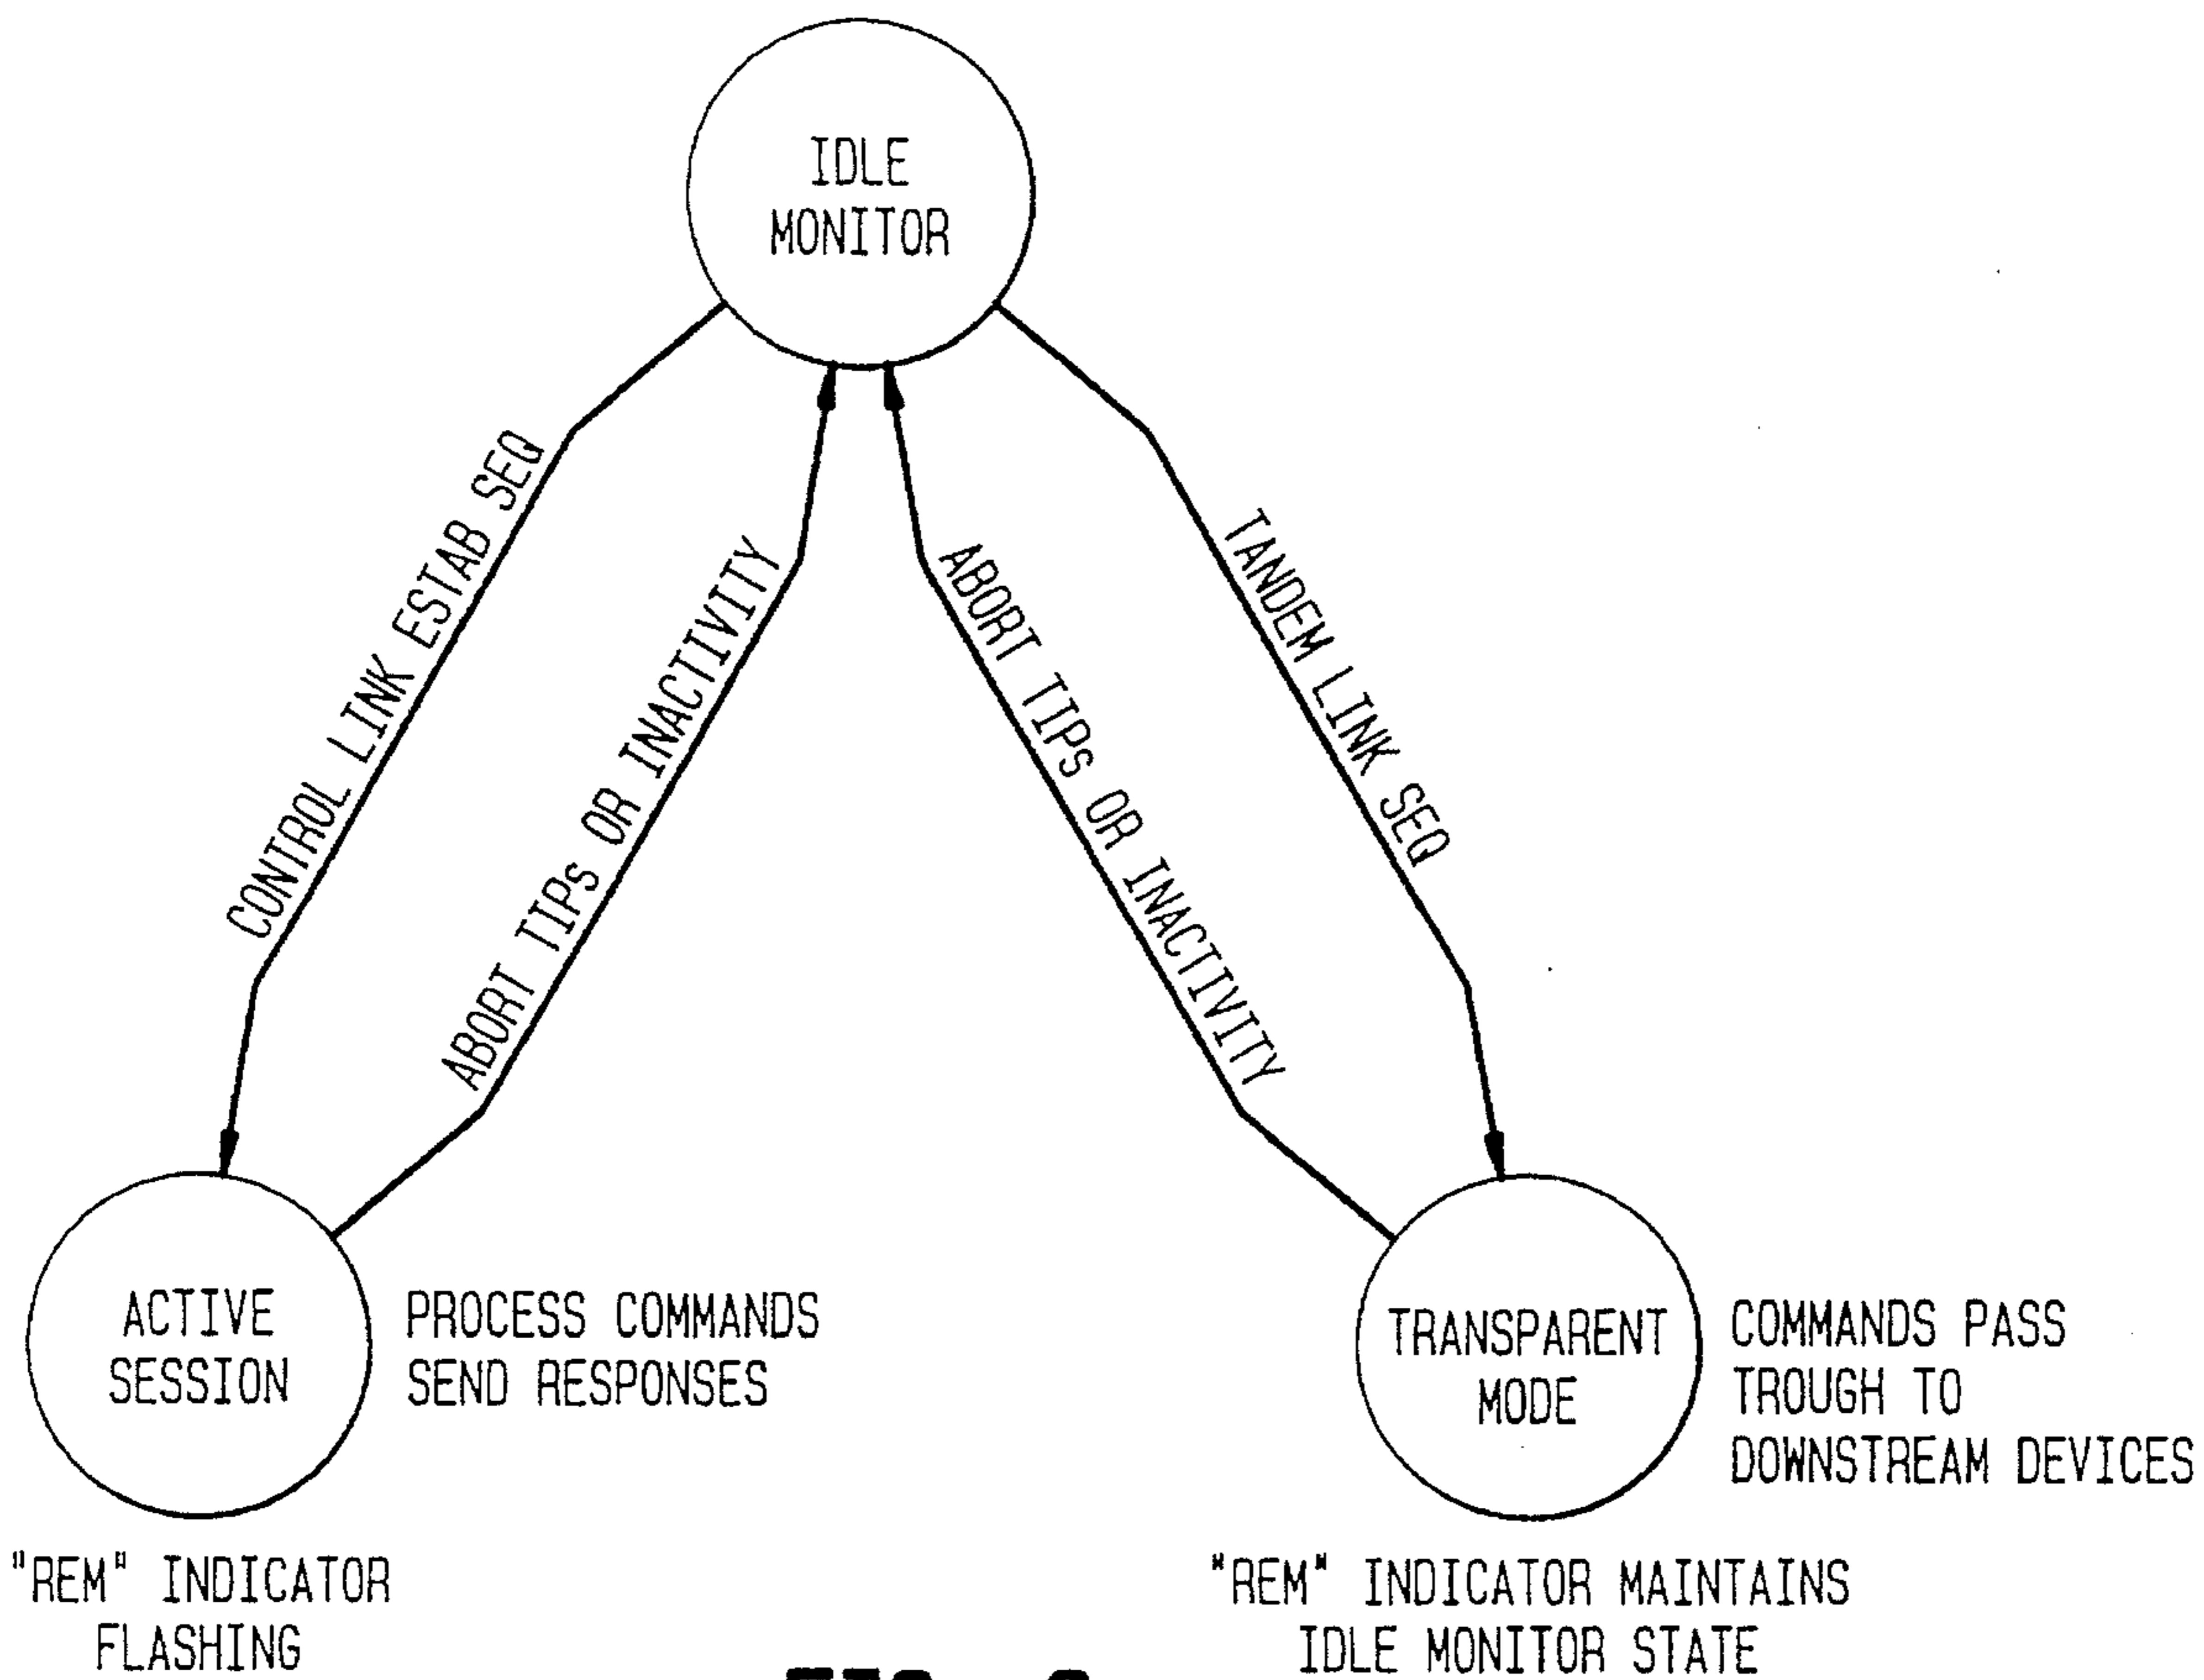 IDLE
MONITOR
CONTROL LINK ESTAB SEQ
ABORT TIPs OR INACTIVITY
ABORT TIPs OR INACTIVITY
TANDEM LINK SEQ
ACTIVE
SESSION
PROCESS COMMANDS
SEND RESPONSES
TRANSPARENT
MODE
COMMANDS PASS
TROUGH TO
DOWNSTREAM DEVICES
"REM" INDICATOR
FLASHING
"REM" INDICATOR MAINTAINS
IDLE MONITOR STATE